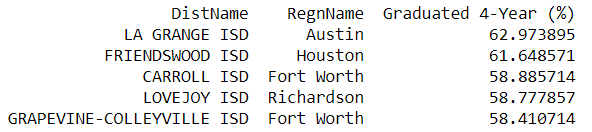 DistName RegnName Graduated 4-Year (%)
LA GRANGE ISD Austin 62.973895
FRIENDSWOOD ISD Houston 61.648571
CARROLL ISD Fort Worth 58.885714
LOVEJOY ISD Richardson 58.777857
GRAPEVINE-COLLEYVILLE ISD Fort Worth 58.410714